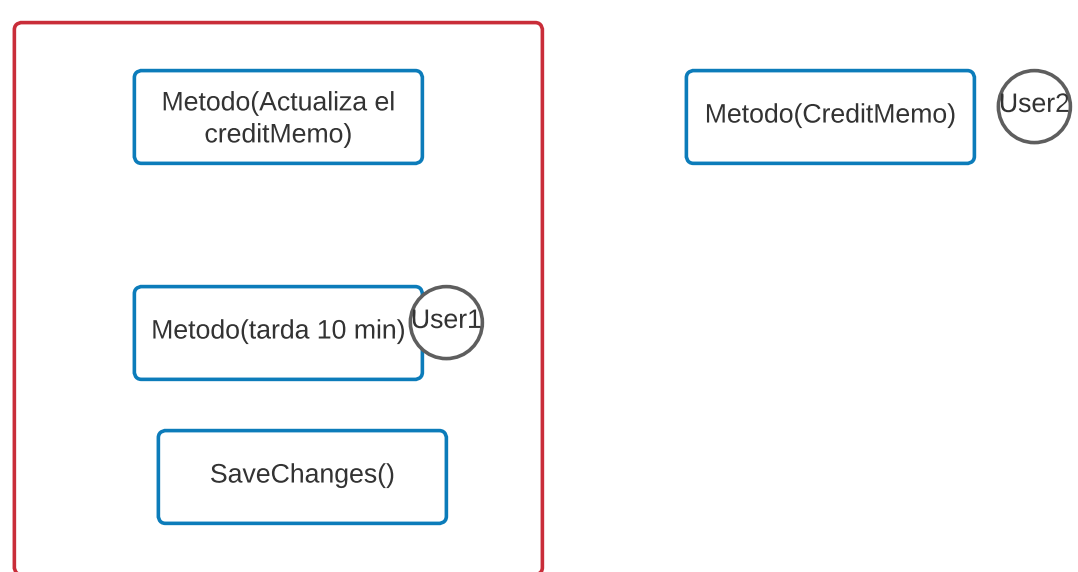 Metodo(Actualiza el
creditMemo)
Metodo(CreditMemo)
User2
Metodo(tarda 10 min)
User1
SaveChanges()